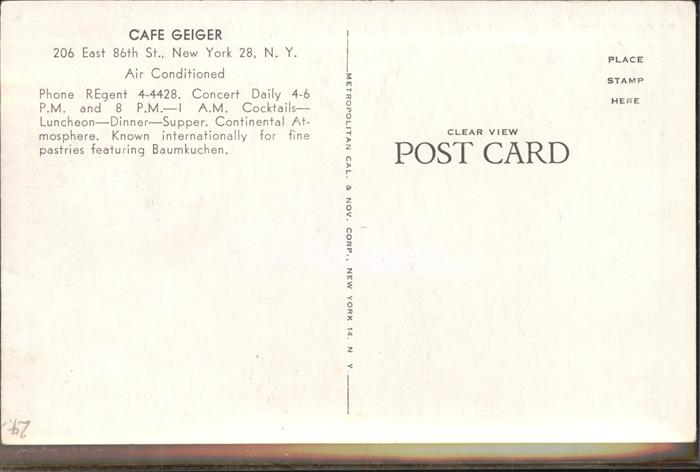 CAFE GEIGER
206 East 86th St., New York 28, N. Y.
Air Conditioned
Phone REgent 4-4428. Concert Daily 4-6
P.M. and 8 P.M.—1 A.M. Cocktails—
Luncheon—Dinner—Supper. Continental At-
mosphere. Known internationally for fine
pastries featuring Baumkuchen.
METROPOLITAN CAL. & NOV. CORP., NEW YORK 14, N Y
CLEAR VIEW
POST CARD
PLACE
STAMP
HERE